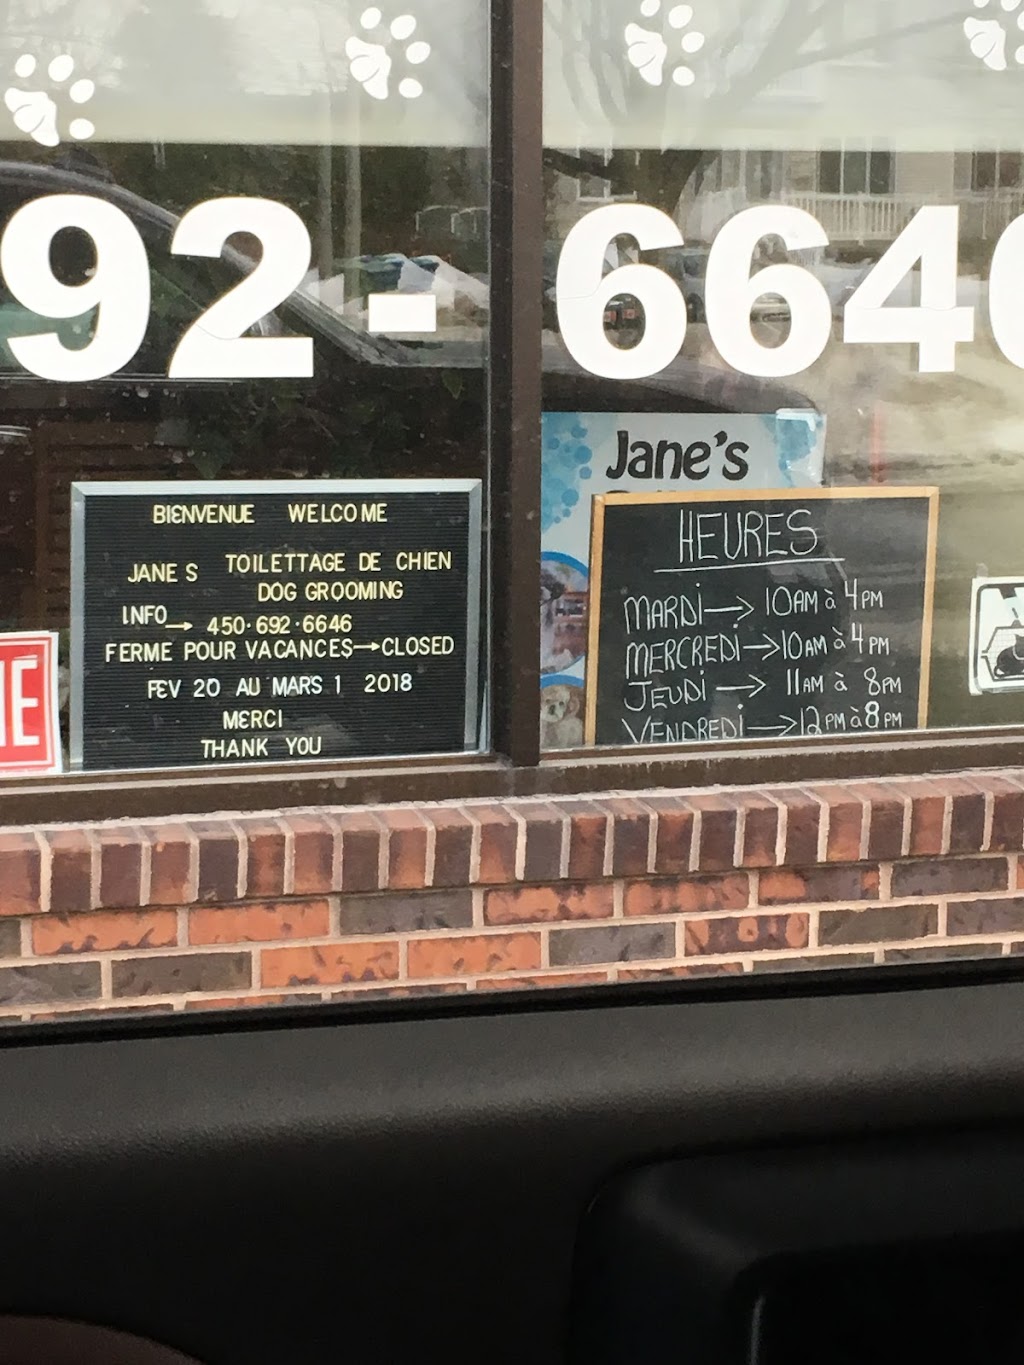 92-6646
BIENVENUE WELCOME
JANE S TOILETTAGE DE CHIEN
DOG GROOMING
INFO → 450·692·6646
FERME POUR VACANCES→CLOSED
FEV 20 AU MARS 1 2018
MERCI
THANK YOU
Jane's
HEURES
MARDI → 10AM à 4PM
MERCREDI → 10AM à 4PM
JEUDI → 11AM à 8PM
VENDREDI → 12PM à 8PM